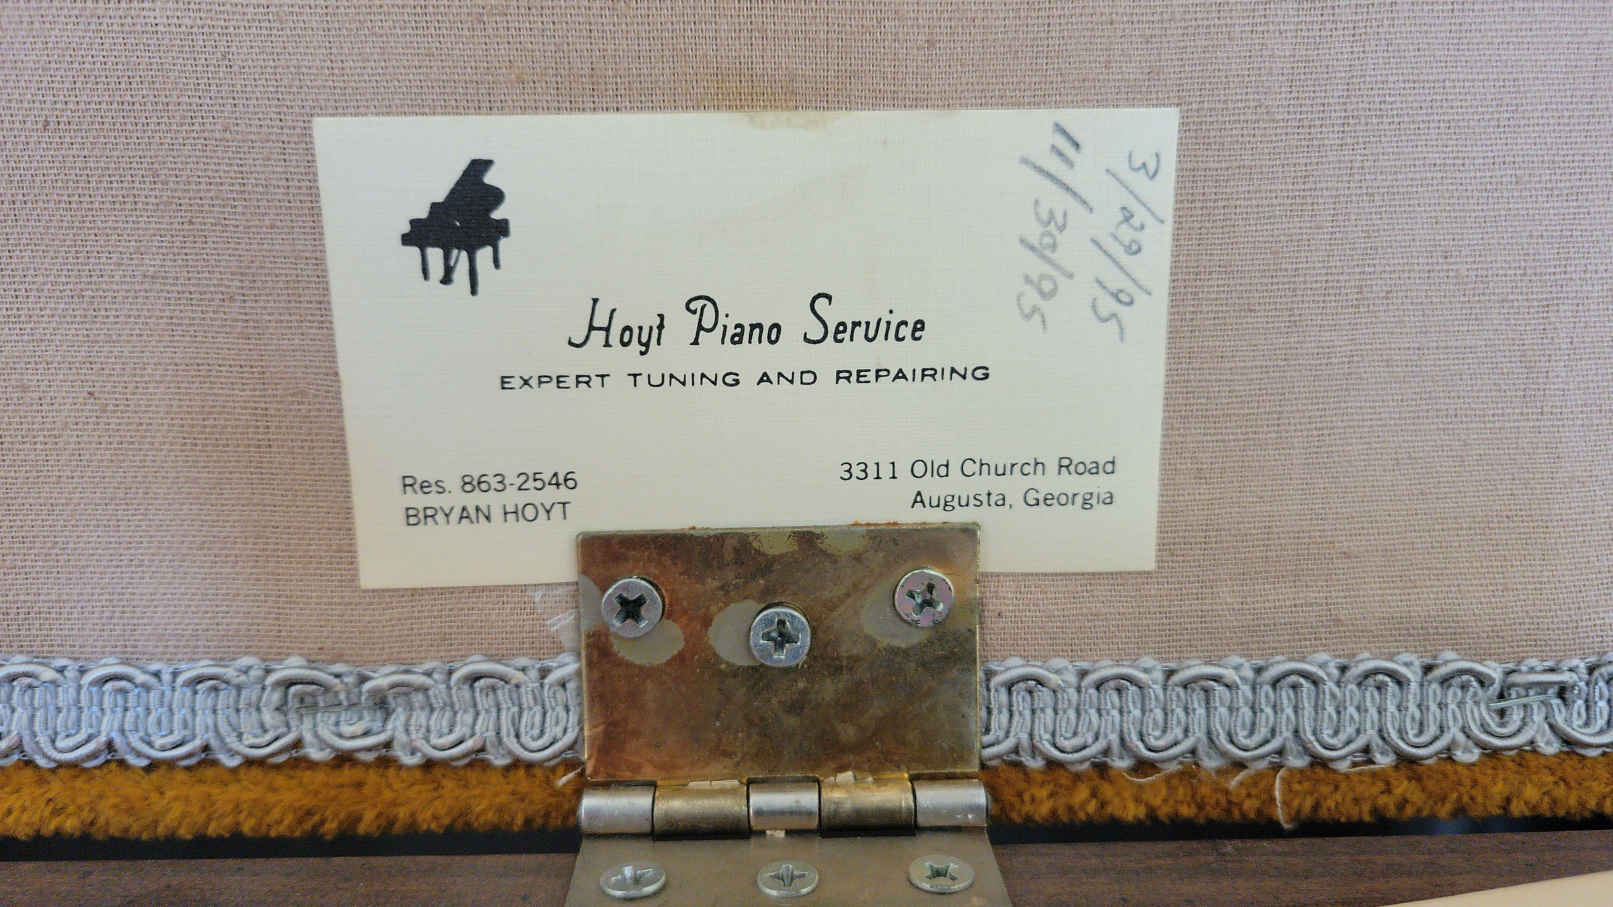 Hoyt Piano Service
EXPERT TUNING AND REPAIRING
Res. 863-2546
BRYAN HOYT
3311 Old Church Road
Augusta, Georgia
3/29/95
11/30/95